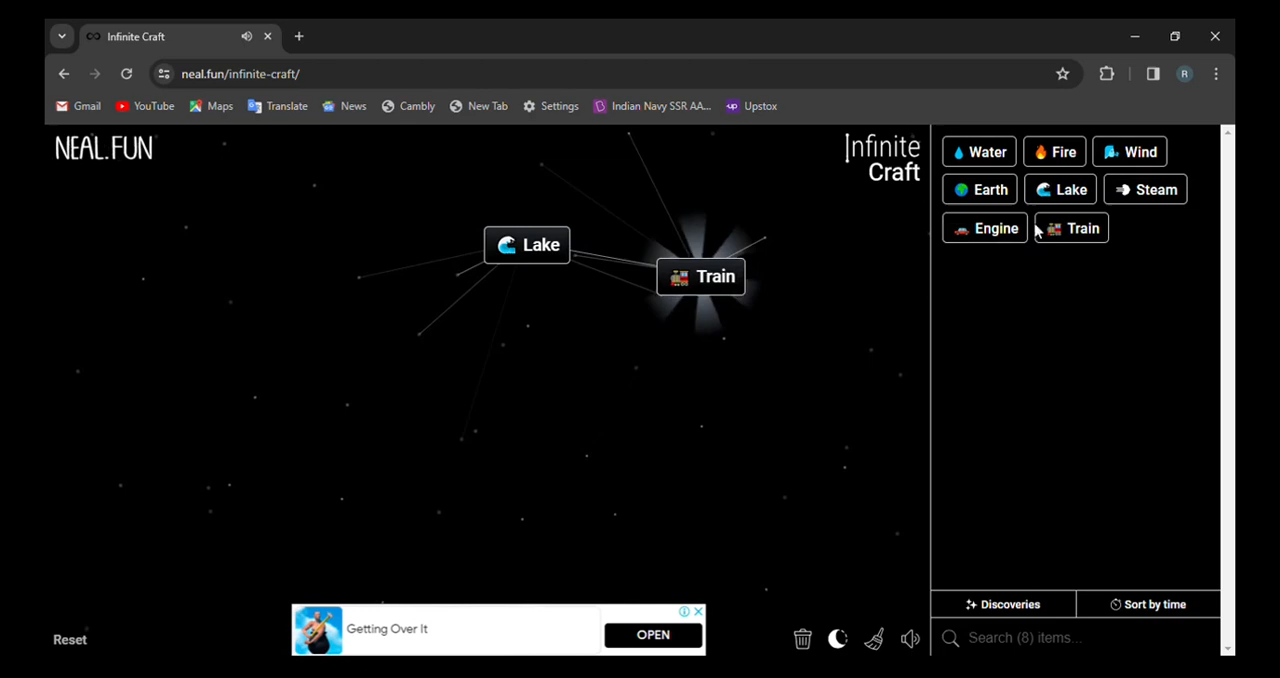 Infinite Craft
neal.fun/infinite-craft/
R
Gmail YouTube Maps Translate News Cambly New Tab Settings Indian Navy SSR AA... up Upstox
NEAL.FUN
Infinite
Craft
Water Fire Wind
Earth Lake Steam
Engine Train
Lake
Train
Discoveries Sort by time
Search (8) items...
Reset
Getting Over It
OPEN